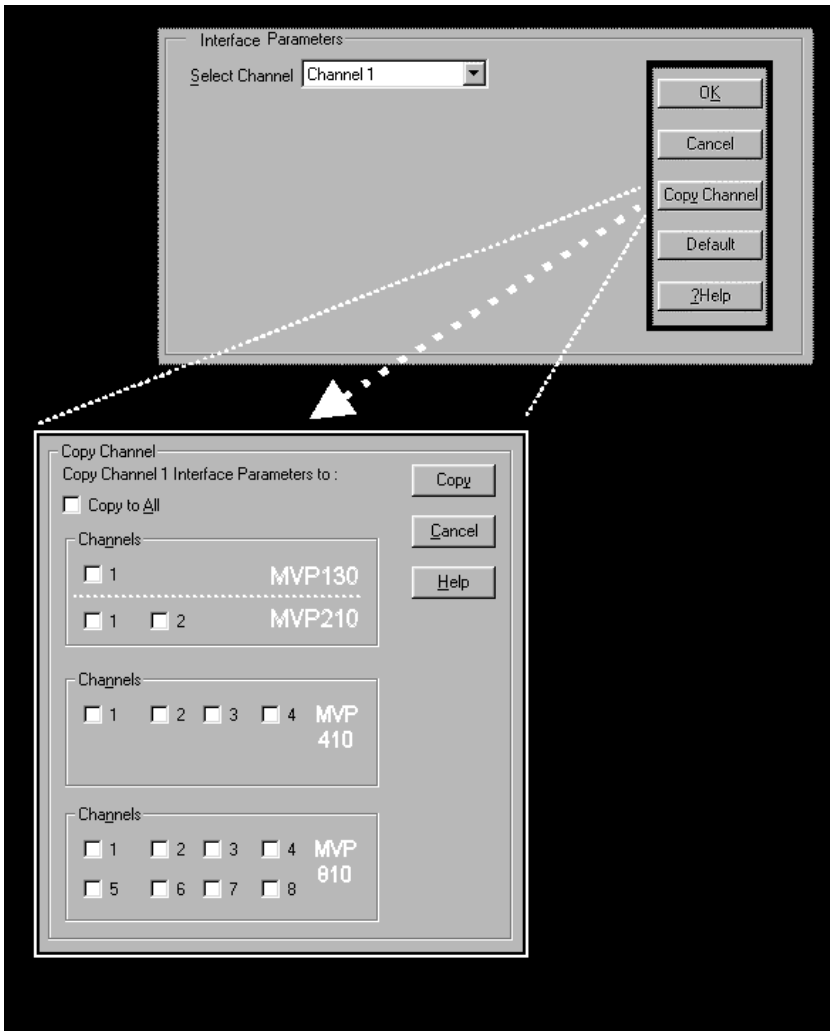 Interface Parameters
Select Channel Channel 1
OK
Cancel
Copy Channel
Default
?Help
Copy Channel
Copy Channel 1 Interface Parameters to :
Copy to All
Copy
Cancel
Help
Channels
1 MVP130
1 2 MVP210
Channels
1 2 3 4 MVP
410
Channels
1 2 3 4 MVP
810
5 6 7 8